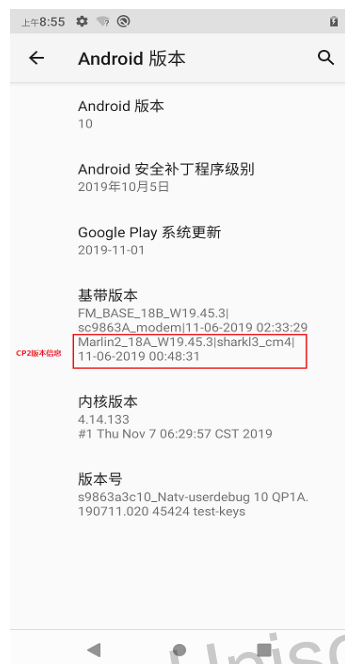 上午8:55
Android 版本
Android 版本
10
Android 安全补丁程序级别
2019年10月5日
Google Play 系统更新
2019-11-01
基带版本
FM_BASE_18B_W19.45.3|
sc9863A_modem|11-06-2019 02:33:29
CP2版本信息
Marlin2_18A_W19.45.3|sharkl3_cm4|
11-06-2019 00:48:31
内核版本
4.14.133
#1 Thu Nov 7 06:29:57 CST 2019
版本号
s9863a3c10_Natv-userdebug 10 QP1A.
190711.020 45424 test-keys